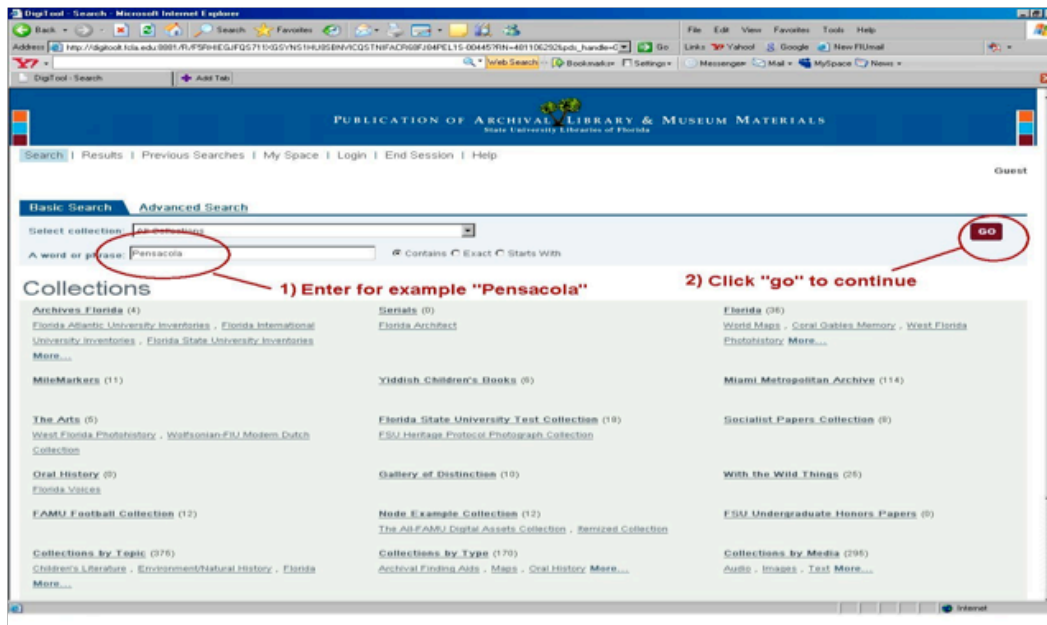 DigiTool - Search - Microsoft Internet Explorer
Back Search Favorites File Edit View Favorites Tools Help
Address Go Links Yahoo! Google New FIUmail
Web Search Bookmarks Settings Messenger Mail MySpace News
DigiTool - Search Add Tab
PUBLICATION OF ARCHIVAL LIBRARY & MUSEUM MATERIALS
State University Libraries of Florida
Search | Results | Previous Searches | My Space | Login | End Session | Help
Guest
Basic Search Advanced Search
Select collection: All Collections
GO
A word or phrase: Pensacola Contains Exact Starts With
1) Enter for example "Pensacola"
2) Click "go" to continue
Collections
Archives Florida (4)
Florida Atlantic University Inventories , Florida International
University Inventories , Florida State University Inventories
More....
Serials (0)
Florida Architect
Florida (36)
World Maps , Coral Gables Memory , West Florida
Photohistory More....
MileMarkers (11)
Yiddish Children's Books (6)
Miami Metropolitan Archive (114)
The Arts (5)
West Florida Photohistory , Wolfsonian-FIU Modern Dutch
Collection
Florida State University Test Collection (18)
FSU Heritage Protocol Photograph Collection
Socialist Papers Collection (8)
Oral History (0)
Florida Voices
Gallery of Distinction (10)
With the Wild Things (25)
FAMU Football Collection (12)
Node Example Collection (12)
The All-FAMU Digital Assets Collection , Itemized Collection
FSU Undergraduate Honors Papers (0)
Collections by Topic (376)
Children's Literature , Environment/Natural History , Florida
More....
Collections by Type (170)
Archival Finding Aids , Maps , Oral History More....
Collections by Media (295)
Audio , Images , Text More....
Internet